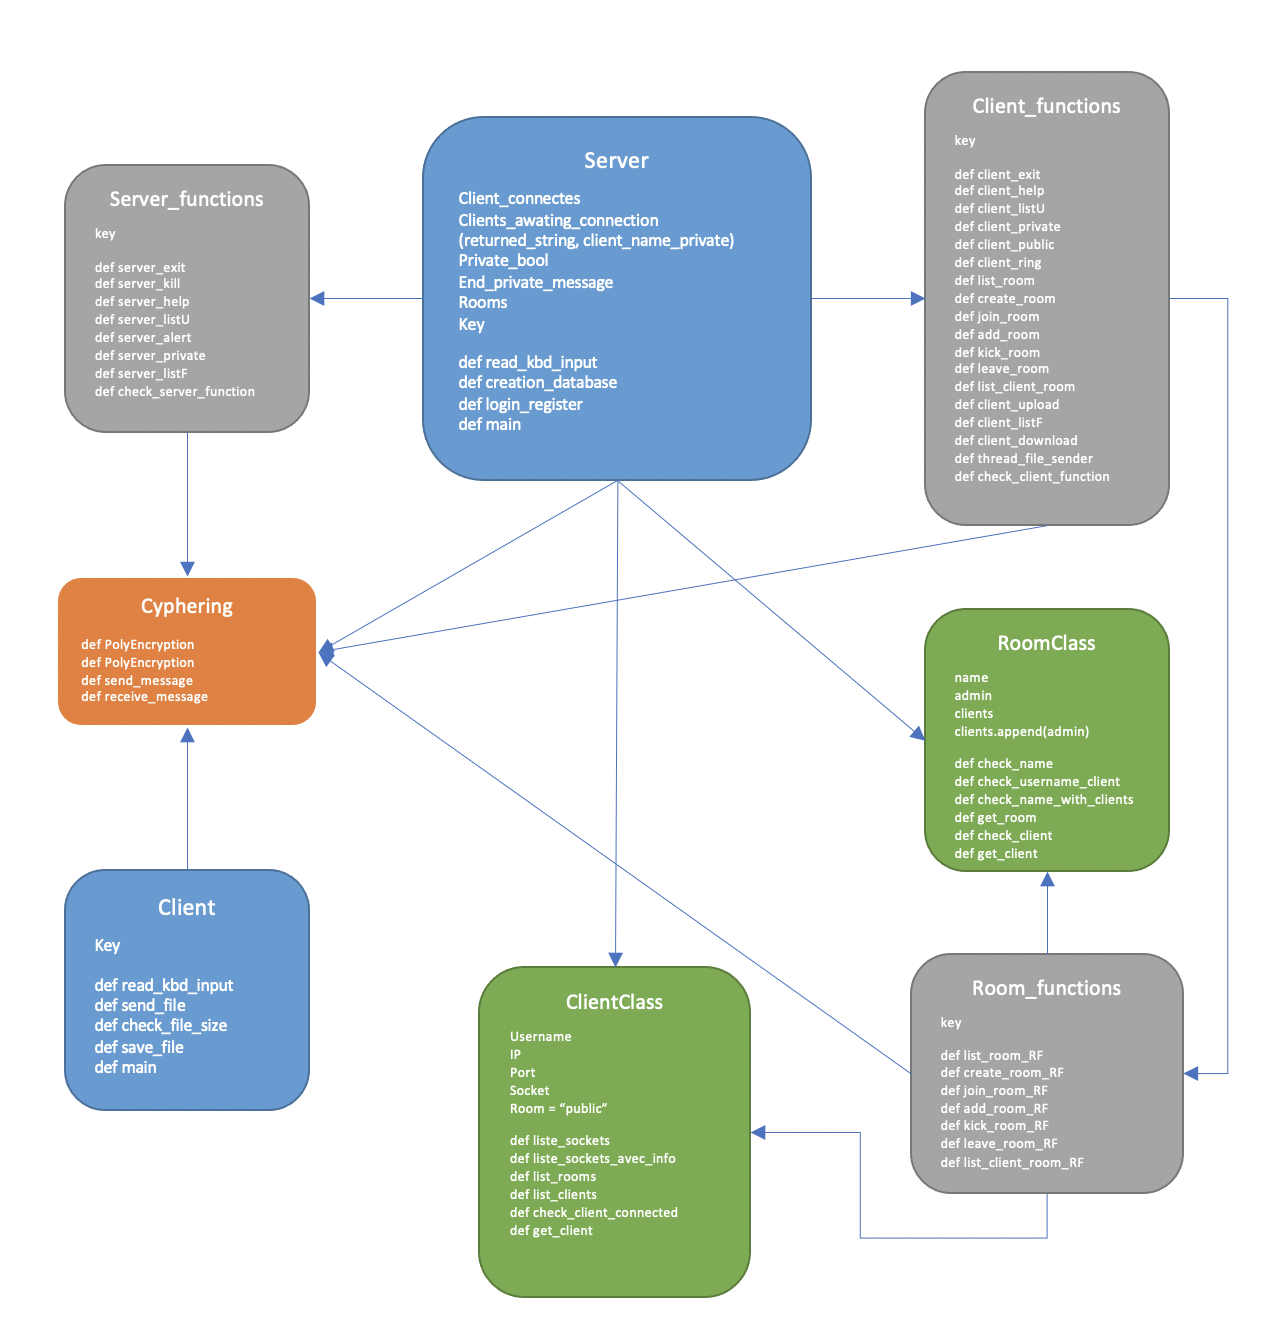 Server_functions
key
def server_exit
def server_kill
def server_help
def server_listU
def server_alert
def server_private
def server_listF
def check_server_function
Server
Client_connectes
Clients_awating_connection
(returned_string, client_name_private)
Private_bool
End_private_message
Rooms
Key
def read_kbd_input
def creation_database
def login_register
def main
Client_functions
key
def client_exit
def client_help
def client_listU
def client_private
def client_public
def client_ring
def list_room
def create_room
def join_room
def add_room
def kick_room
def leave_room
def list_client_room
def client_upload
def client_listF
def client_download
def thread_file_sender
def check_client_function
Cyphering
def PolyEncryption
def PolyEncryption
def send_message
def receive_message
RoomClass
name
admin
clients
clients.append(admin)
def check_name
def check_username_client
def check_name_with_clients
def get_room
def check_client
def get_client
Client
Key
def read_kbd_input
def send_file
def check_file_size
def save_file
def main
ClientClass
Username
IP
Port
Socket
Room = “public”
def liste_sockets
def liste_sockets_avec_info
def list_rooms
def list_clients
def check_client_connected
def get_client
Room_functions
key
def list_room_RF
def create_room_RF
def join_room_RF
def add_room_RF
def kick_room_RF
def leave_room_RF
def list_client_room_RF